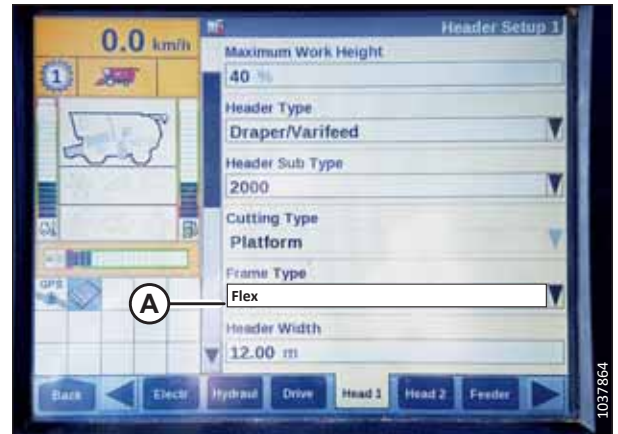 0.0 km/h
Header Setup 1
Maximum Work Height
40 %
1
Header Type
Draper/Varifeed
Header Sub Type
2000
Cutting Type
Platform
Frame Type
GPS
A
Flex
Header Width
12.00 m
Back
Electr
Hydraul
Drive
Head 1
Head 2
Feeder
1037864